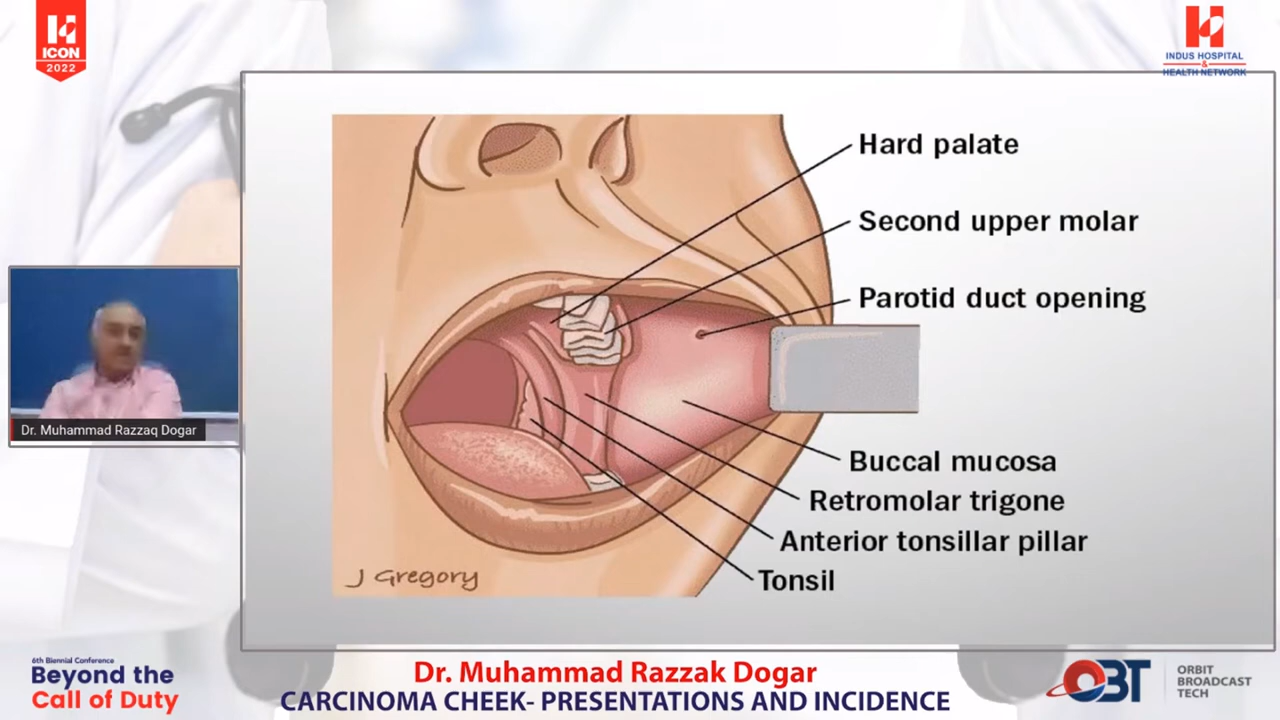 ICON
2022
INDUS HOSPITAL
&
HEALTH NETWORK
Hard palate
Second upper molar
Parotid duct opening
Buccal mucosa
Retromolar trigone
Anterior tonsillar pillar
Tonsil
J Gregory
Dr. Muhammad Razzaq Dogar
6th Biennial Conference
Beyond the
Call of Duty
Dr. Muhammad Razzak Dogar
CARCINOMA CHEEK- PRESENTATIONS AND INCIDENCE
OBT
ORBIT
BROADCAST
TECH